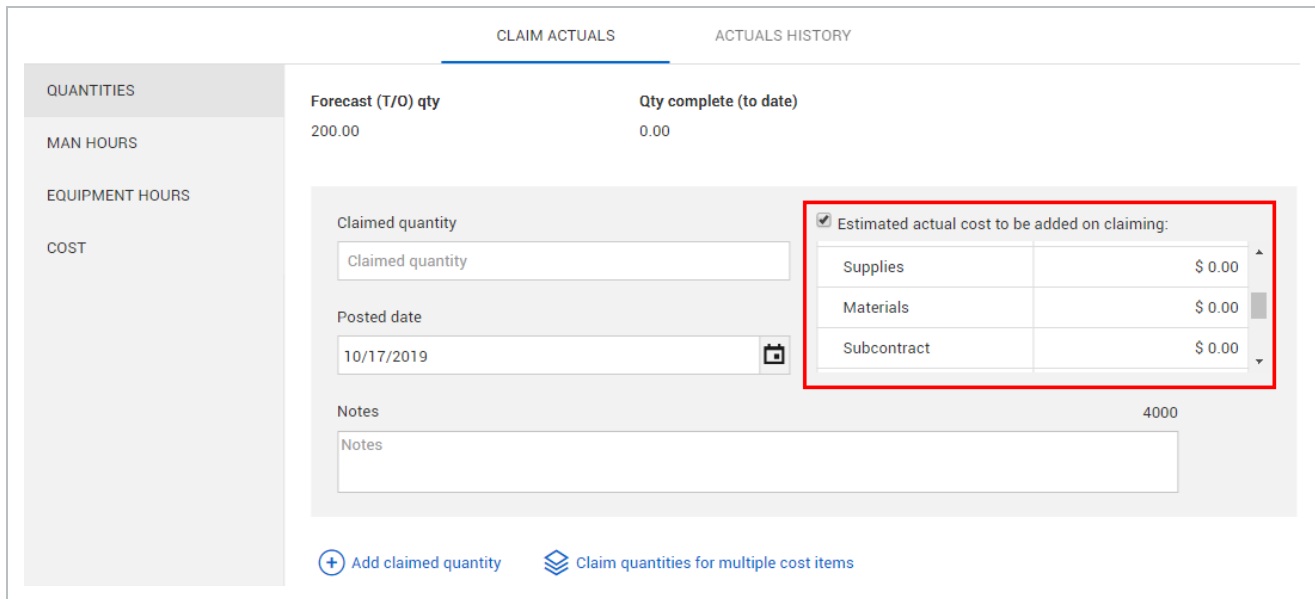 CLAIM ACTUALS ACTUALS HISTORY
QUANTITIES
MAN HOURS
EQUIPMENT HOURS
COST
Forecast (T/O) qty Qty complete (to date)
200.00 0.00
Claimed quantity
Claimed quantity
Posted date
10/17/2019
Estimated actual cost to be added on claiming:
Supplies $ 0.00
Materials $ 0.00
Subcontract $ 0.00
Notes 4000
Notes
Add claimed quantity Claim quantities for multiple cost items